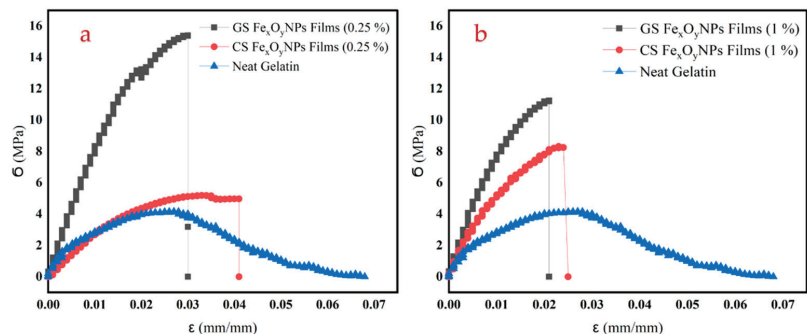 a
GS FexOyNPs Films (0.25 %)
CS FexOyNPs Films (0.25 %)
Neat Gelatin
16
14
12
10
8
6
4
2
0
Ϭ (MPa)
0.00 0.01 0.02 0.03 0.04 0.05 0.06 0.07
ε (mm/mm)
b
GS FexOyNPs Films (1 %)
CS FexOyNPs Films (1 %)
Neat Gelatin
16
14
12
10
8
6
4
2
0
Ϭ (MPa)
0.00 0.01 0.02 0.03 0.04 0.05 0.06 0.07
ε (mm/mm)